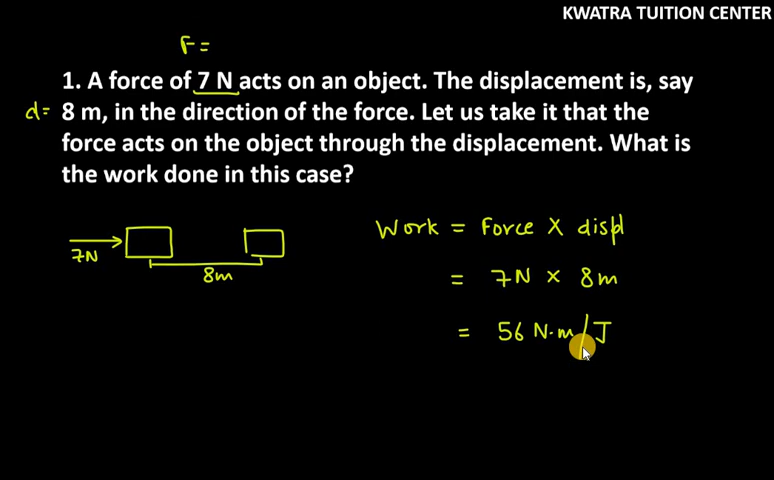 KWATRA TUITION CENTER
F =
1. A force of 7 N acts on an object. The displacement is, say
d= 8 m, in the direction of the force. Let us take it that the
force acts on the object through the displacement. What is
the work done in this case?
7N
8m
Work = Force X displ
= 7N × 8m
= 56 N·m/J